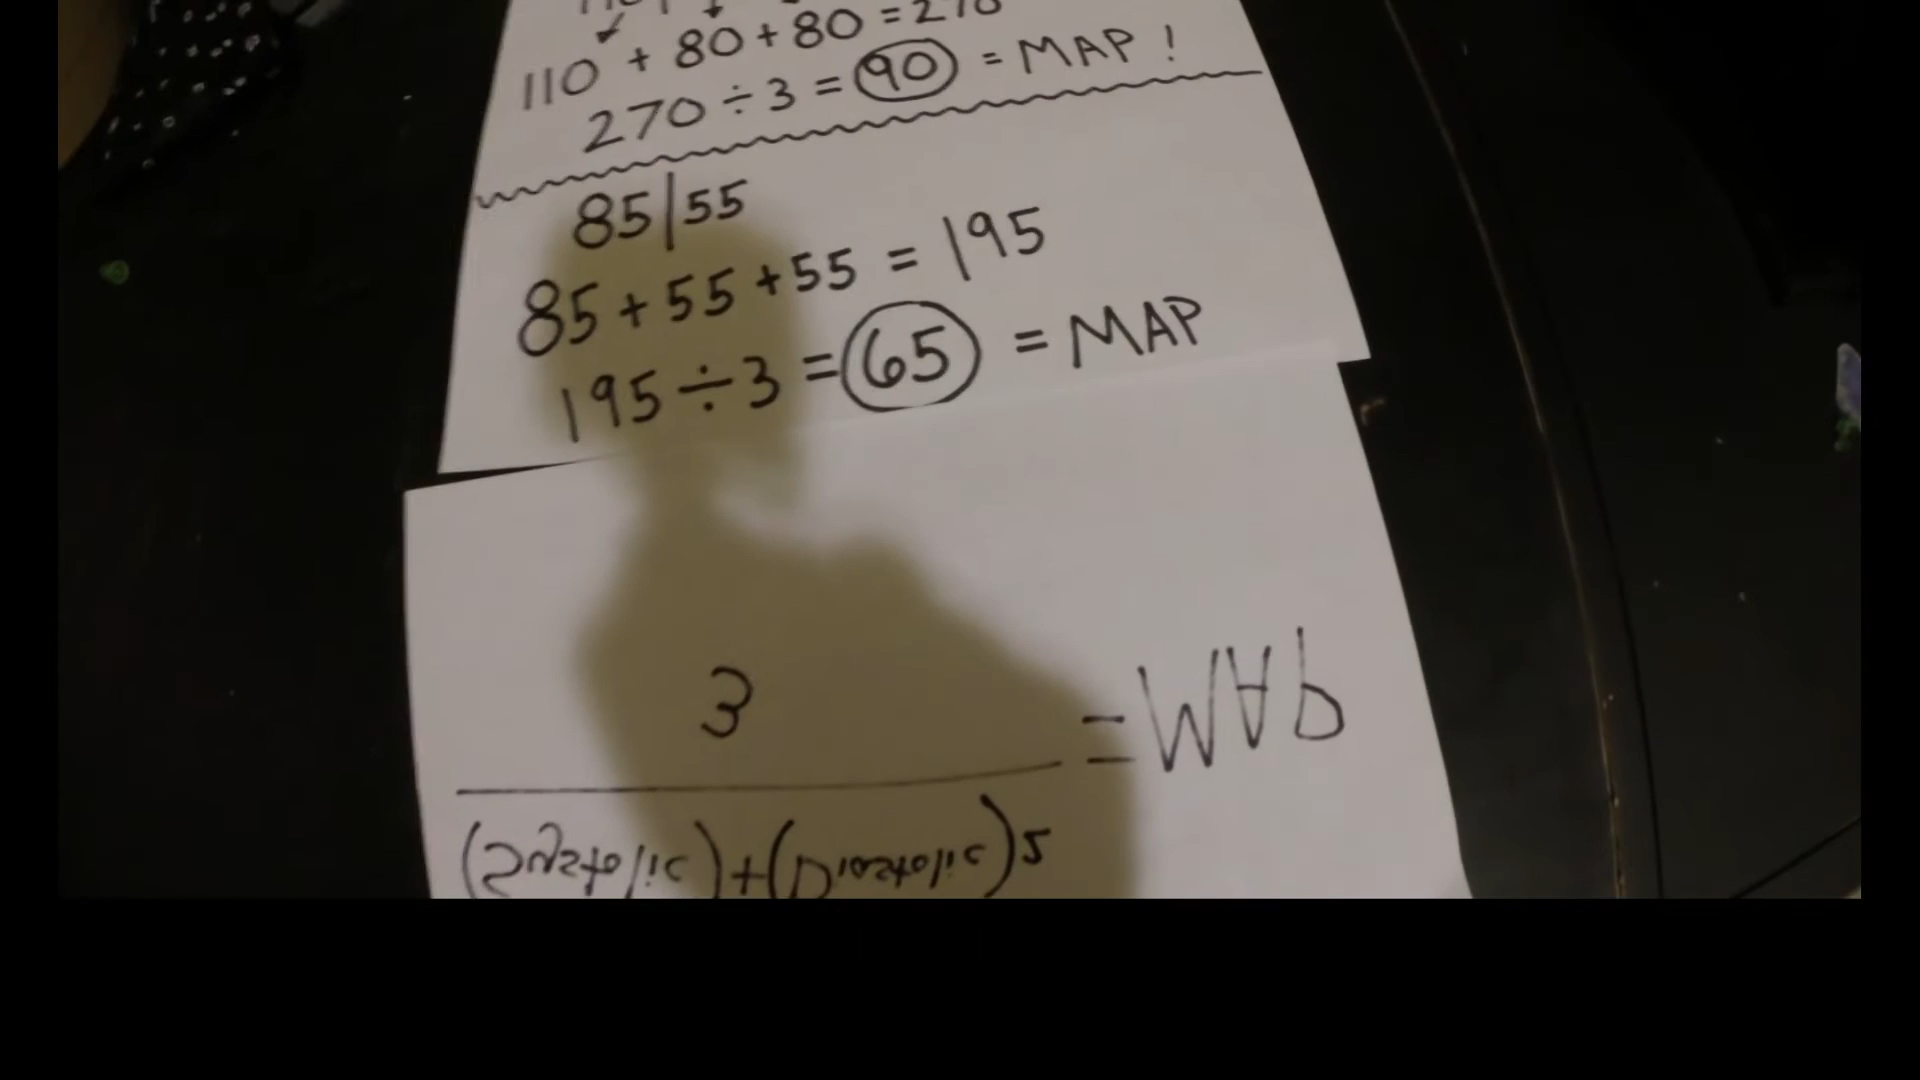 110 + 80 + 80 = 270
270 ÷ 3 = 90 = MAP!
85|55
85 + 55 + 55 = 195
195 ÷ 3 = 65 = MAP
(Systolic) + (Diastolic)2
3
= MAP